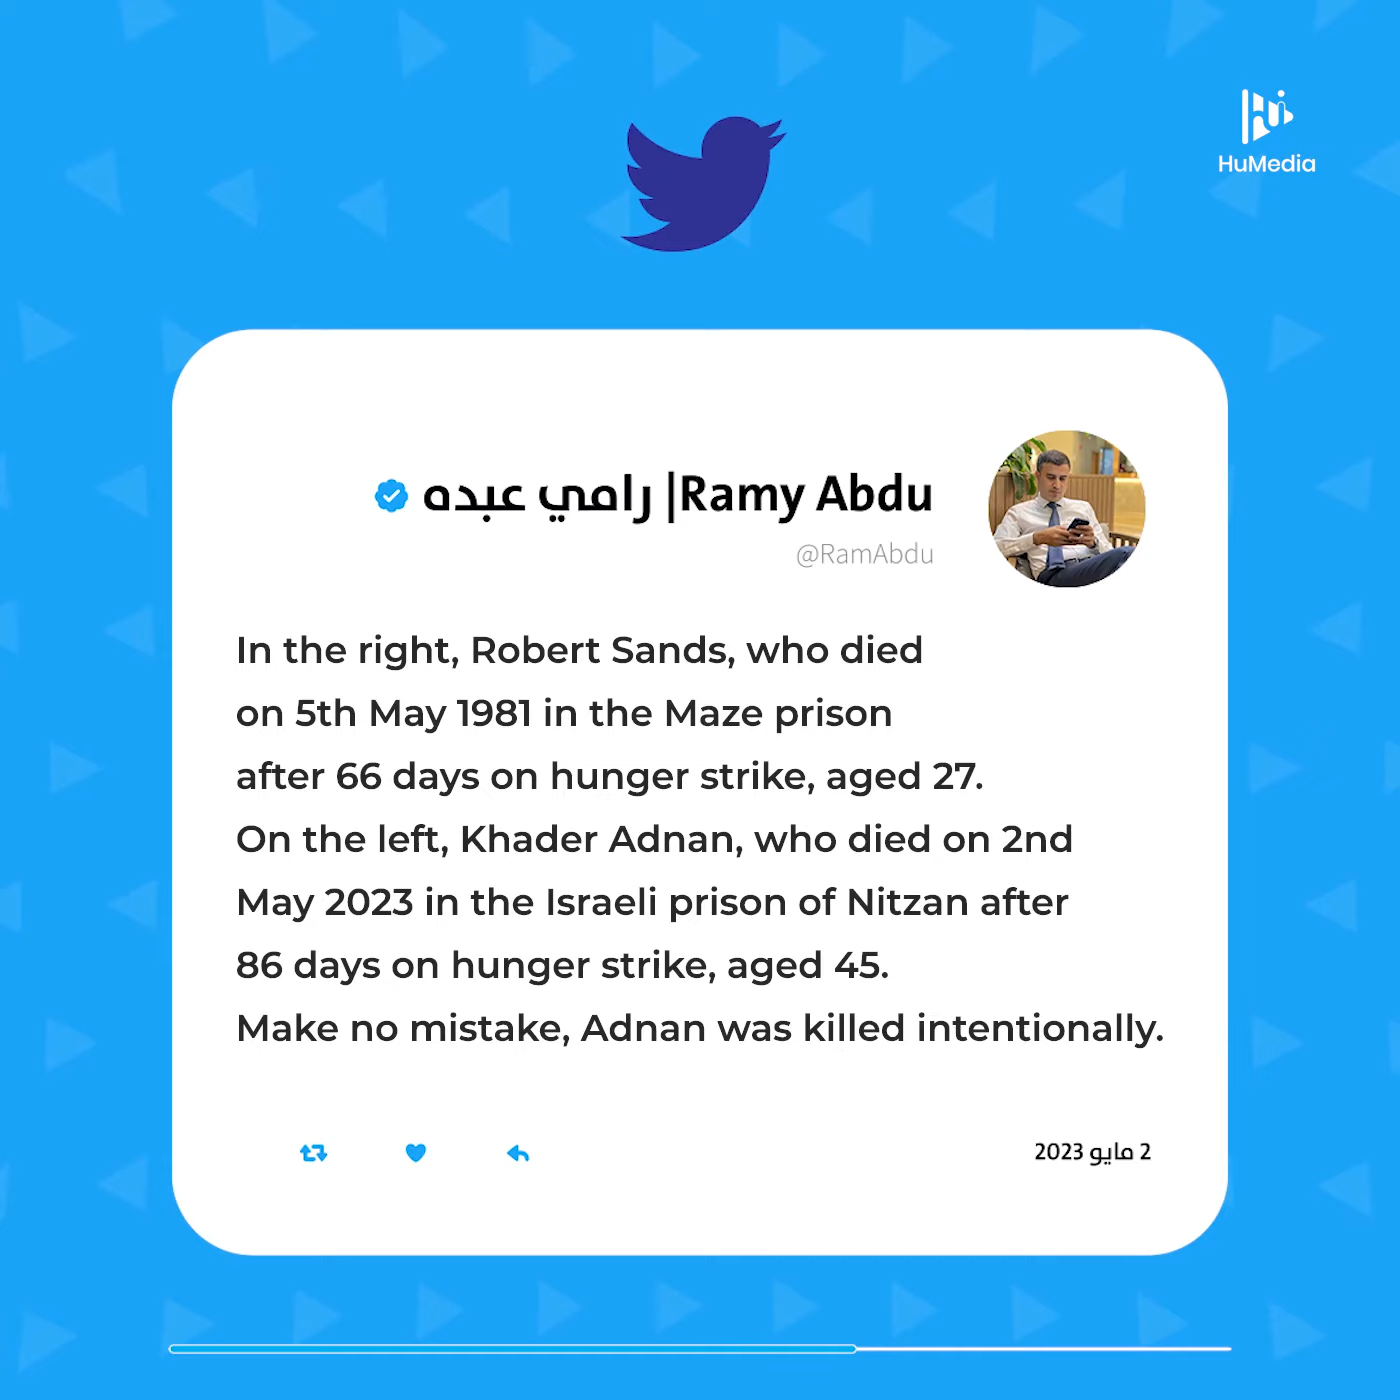 HuMedia
Ramy Abdu| رامي عبده
@RamAbdu
In the right, Robert Sands, who died
on 5th May 1981 in the Maze prison
after 66 days on hunger strike, aged 27.
On the left, Khader Adnan, who died on 2nd
May 2023 in the Israeli prison of Nitzan after
86 days on hunger strike, aged 45.
Make no mistake, Adnan was killed intentionally.
2 مايو 2023